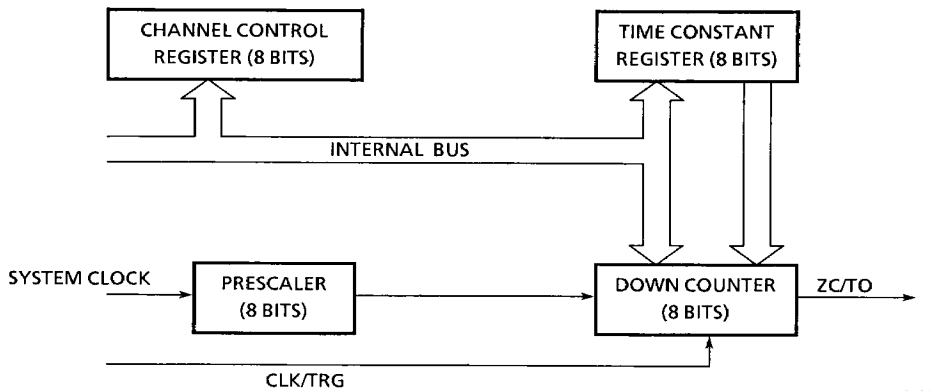 CHANNEL CONTROL
REGISTER (8 BITS)
TIME CONSTANT
REGISTER (8 BITS)
INTERNAL BUS
SYSTEM CLOCK
PRESCALER
(8 BITS)
DOWN COUNTER
(8 BITS)
ZC/TO
CLK/TRG